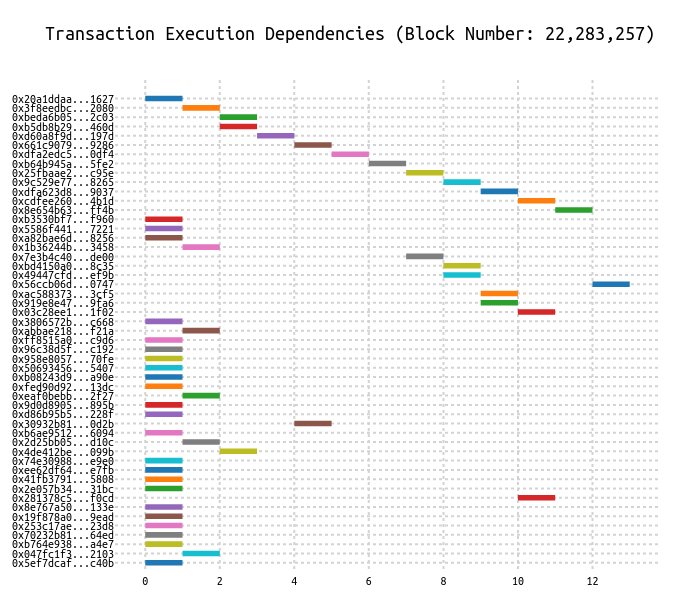 Transaction Execution Dependencies (Block Number: 22,283,257)
0x20a1ddaa...1627
0x3f8eedbc...2080
0xbeda6b05...2c03
0xb5db8b29...460d
0xd60a8f9d...197d
0x661c9079...9286
0xdfa2edc5...0df4
0xb64b945a...5fe2
0x25fbaae2...c95e
0x9c529e77...8265
0xdfa623d8...9037
0xcdfee260...4b1d
0x8e654b63...ff4b
0xb3530bf7...f960
0x5586f441...7221
0xa82bae6d...8256
0x1b36244b...3458
0x7e3b4c40...de00
0xbd4150a0...8c35
0x49447cfd...ef9b
0x56ccb06d...0747
0xac588373...3cf5
0x919e8e47...9fa6
0x03c28ee1...1f02
0x3806572b...c668
0xabbae218...f21a
0xff8515a0...c9d6
0x96c38d5f...c192
0x958e8057...70fe
0x50693456...5407
0xb08243d9...a90e
0xfed90d92...13dc
0xeaf0bebb...2f27
0x9d0d8905...895b
0xd86b95b5...228f
0x30932b81...0d2b
0xb6ae9512...6094
0x2d25bb05...d10c
0x4de412be...099b
0x74e30988...e9e0
0xee62df64...e7fb
0x41fb3791...5808
0x2e057b34...31bc
0x281378c5...f0cd
0x8e767a50...133e
0x19f878a0...9ead
0x253c17ae...23d8
0x70232b81...64ed
0xb764e938...a4e7
0x047fc1f3...2103
0x5ef7dcaf...c40b
0 2 4 6 8 10 12